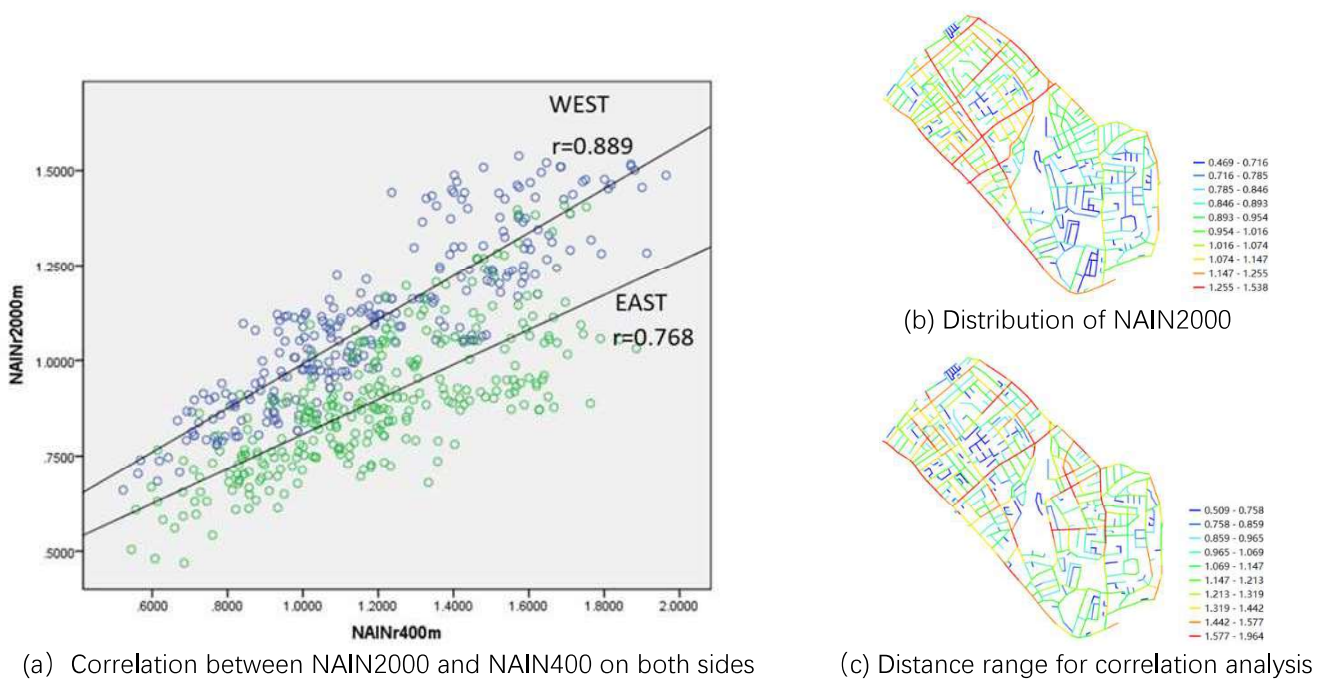 WEST
r=0.889
EAST
r=0.768
1.5000
1.2500
1.0000
.7500
.5000
NAINr2000m
.6000 .8000 1.0000 1.2000 1.4000 1.6000 1.8000 2.0000
NAINr400m
(a) Correlation between NAIN2000 and NAIN400 on both sides
0.469 - 0.716
0.716 - 0.785
0.785 - 0.846
0.846 - 0.893
0.893 - 0.954
0.954 - 1.016
1.016 - 1.074
1.074 - 1.147
1.147 - 1.255
1.255 - 1.538
(b) Distribution of NAIN2000
0.509 - 0.758
0.758 - 0.859
0.859 - 0.965
0.965 - 1.069
1.069 - 1.147
1.147 - 1.213
1.213 - 1.319
1.319 - 1.442
1.442 - 1.577
1.577 - 1.964
(c) Distance range for correlation analysis